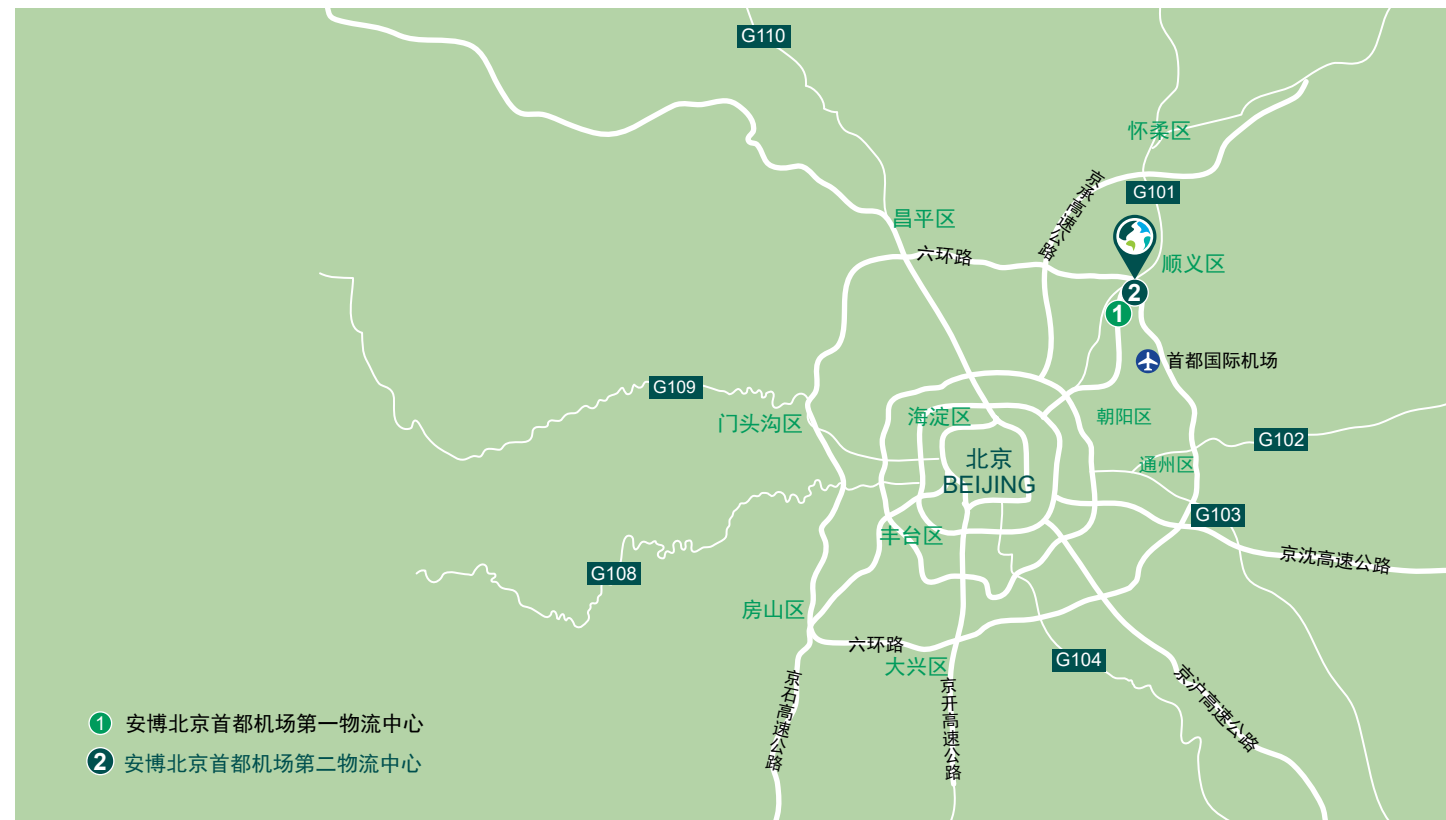 G110
怀柔区
京承高速公路
G101
昌平区
六环路
顺义区
2
1
首都国际机场
G109
门头沟区
海淀区
朝阳区
G102
北京
BEIJING
通州区
G103
丰台区
京沈高速公路
G108
房山区
六环路
大兴区
G104
京石高速公路
京开高速公路
京沪高速公路
1 安博北京首都机场第一物流中心
2 安博北京首都机场第二物流中心